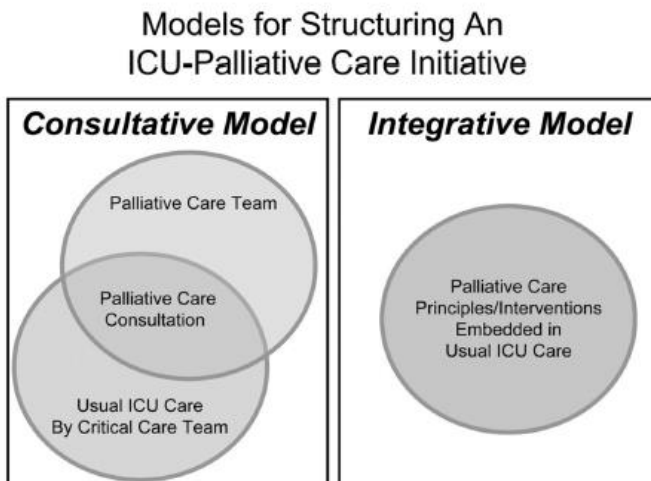 Models for Structuring An
ICU-Palliative Care Initiative
Consultative Model
Palliative Care Team
Palliative Care
Consultation
Usual ICU Care
By Critical Care Team
Integrative Model
Palliative Care
Principles/Interventions
Embedded in
Usual ICU Care